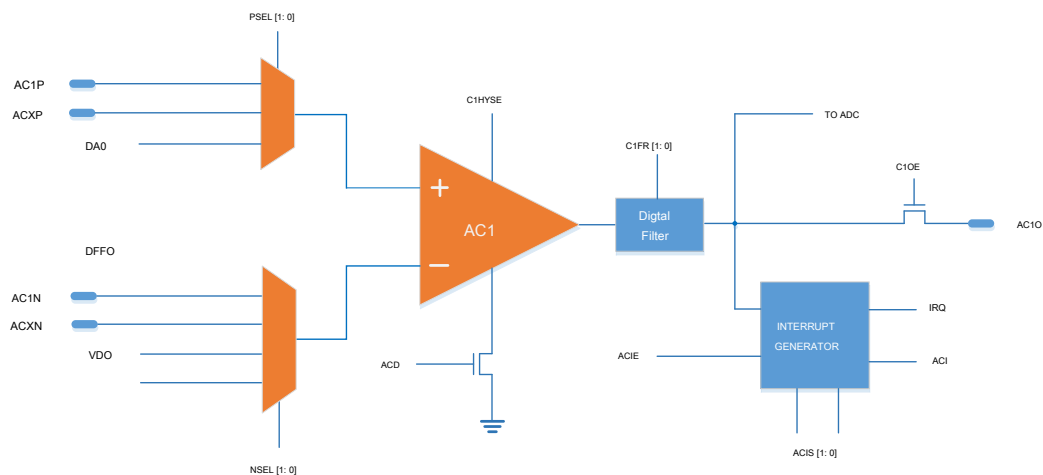 PSEL [1: 0]
AC1P
ACXP
DA0
C1HYSE
C1FR [1: 0]
TO ADC
C1OE
+
AC1
−
Digtal
Filter
AC1O
DFFO
AC1N
ACXN
VDO
ACD
ACIE
INTERRUPT
GENERATOR
IRQ
ACI
ACIS [1: 0]
NSEL [1: 0]